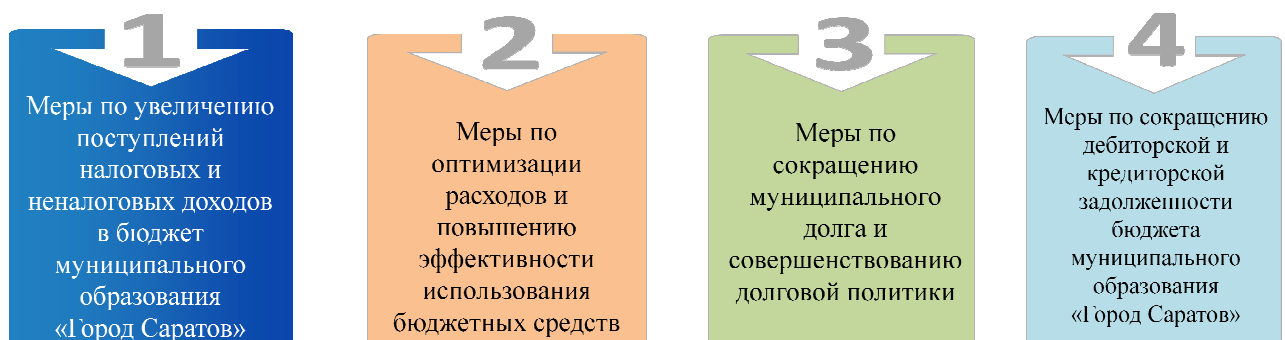 1
Меры по увеличению
поступлений
налоговых и
неналоговых доходов
в бюджет
муниципального
образования
«Город Саратов»
2
Меры по
оптимизации
расходов и
повышению
эффективности
использования
бюджетных средств
3
Меры по
сокращению
муниципального
долга и
совершенствованию
долговой политики
4
Меры по сокращению
дебиторской и
кредиторской
задолженности
бюджета
муниципального
образования
«Город Саратов»